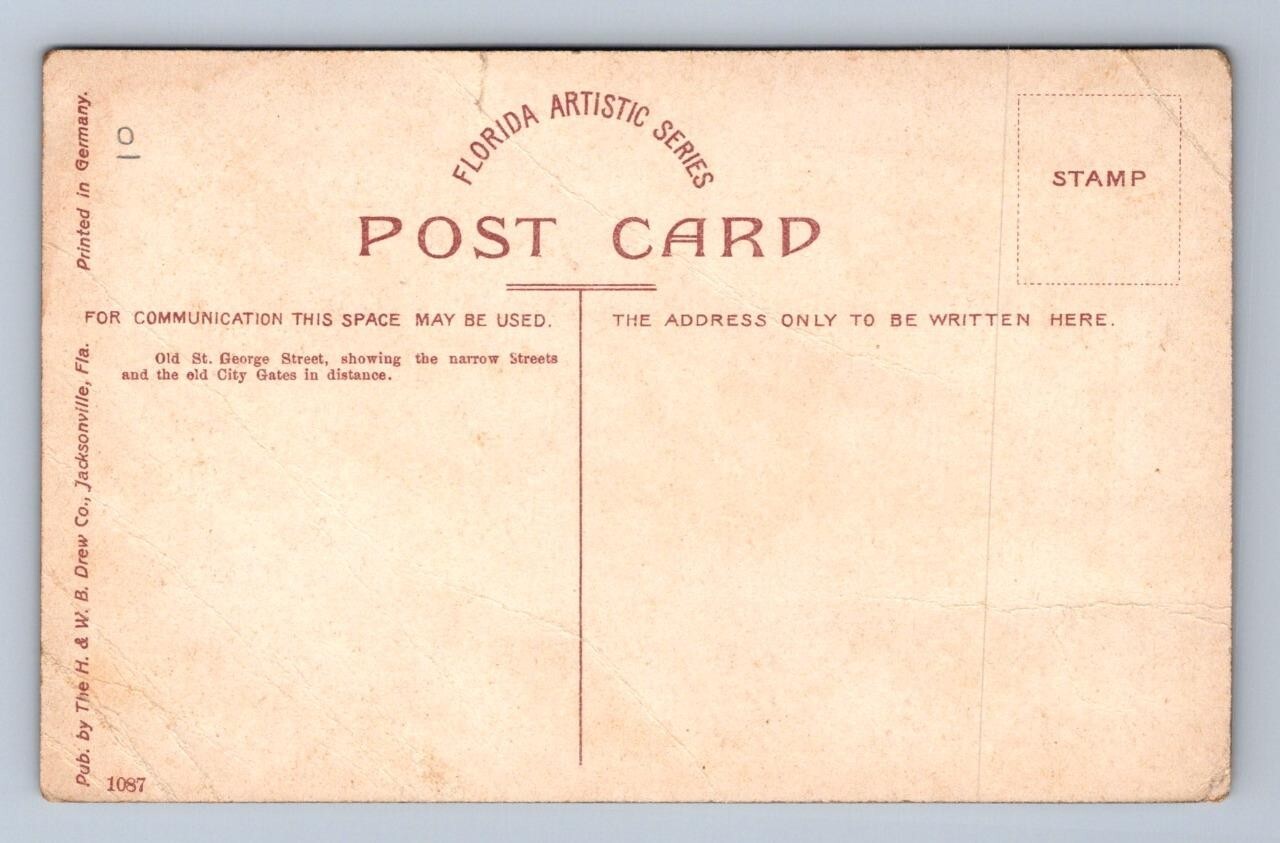 FLORIDA ARTISTIC SERIES
POST CARD
STAMP
FOR COMMUNICATION THIS SPACE MAY BE USED.
THE ADDRESS ONLY TO BE WRITTEN HERE.
Old St. George Street, showing the narrow Streets
and the old City Gates in distance.
Pub. by The H. & W. B. Drew Co., Jacksonville, Fla. Printed in Germany.
1087
0